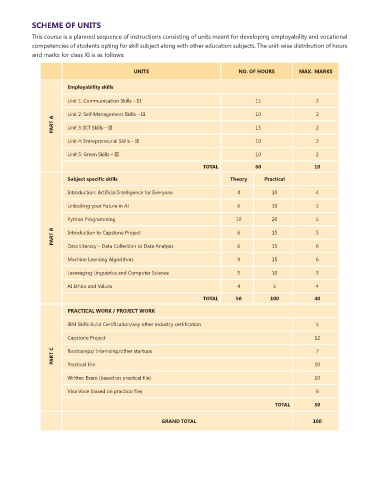 SCHEME OF UNITS
This course is a planned sequence of instructions consisting of units meant for developing employability and vocational
competencies of students opting for skill subject along with other education subjects. The unit-wise distribution of hours
and marks for class XI is as follows:
UNITS NO. OF HOURS MAX. MARKS
PART A
Employability skills
Unit 1: Communication Skills – III 15 2
Unit 2: Self-Management Skills – III 10 2
Unit 3: ICT Skills – III 15 2
Unit 4: Entrepreneurial Skills – III 10 2
Unit 5: Green Skills – III 10 2
TOTAL 60 10
PART B
Subject specific skills Theory Practical
Introduction: Artificial Intelligence for Everyone 4 10 4
Unlocking your Future in AI 6 10 5
Python Programming 10 20 5
Introduction to Capstone Project 6 15 5
Data Literacy – Data Collection to Data Analysis 6 15 6
Machine Learning Algorithms 9 15 6
Leveraging Linguistics and Computer Science 5 10 5
AI Ethics and Values 4 5 4
TOTAL 50 100 40
PART C
PRACTICAL WORK / PROJECT WORK
IBM Skills Build Certification/any other industry certification 5
Capstone Project 12
Bootcamps/ Internship/other startups 7
Practical File 10
Written Exam (based on practical file) 10
Viva Voce (based on practical file) 6
TOTAL 50
GRAND TOTAL 100